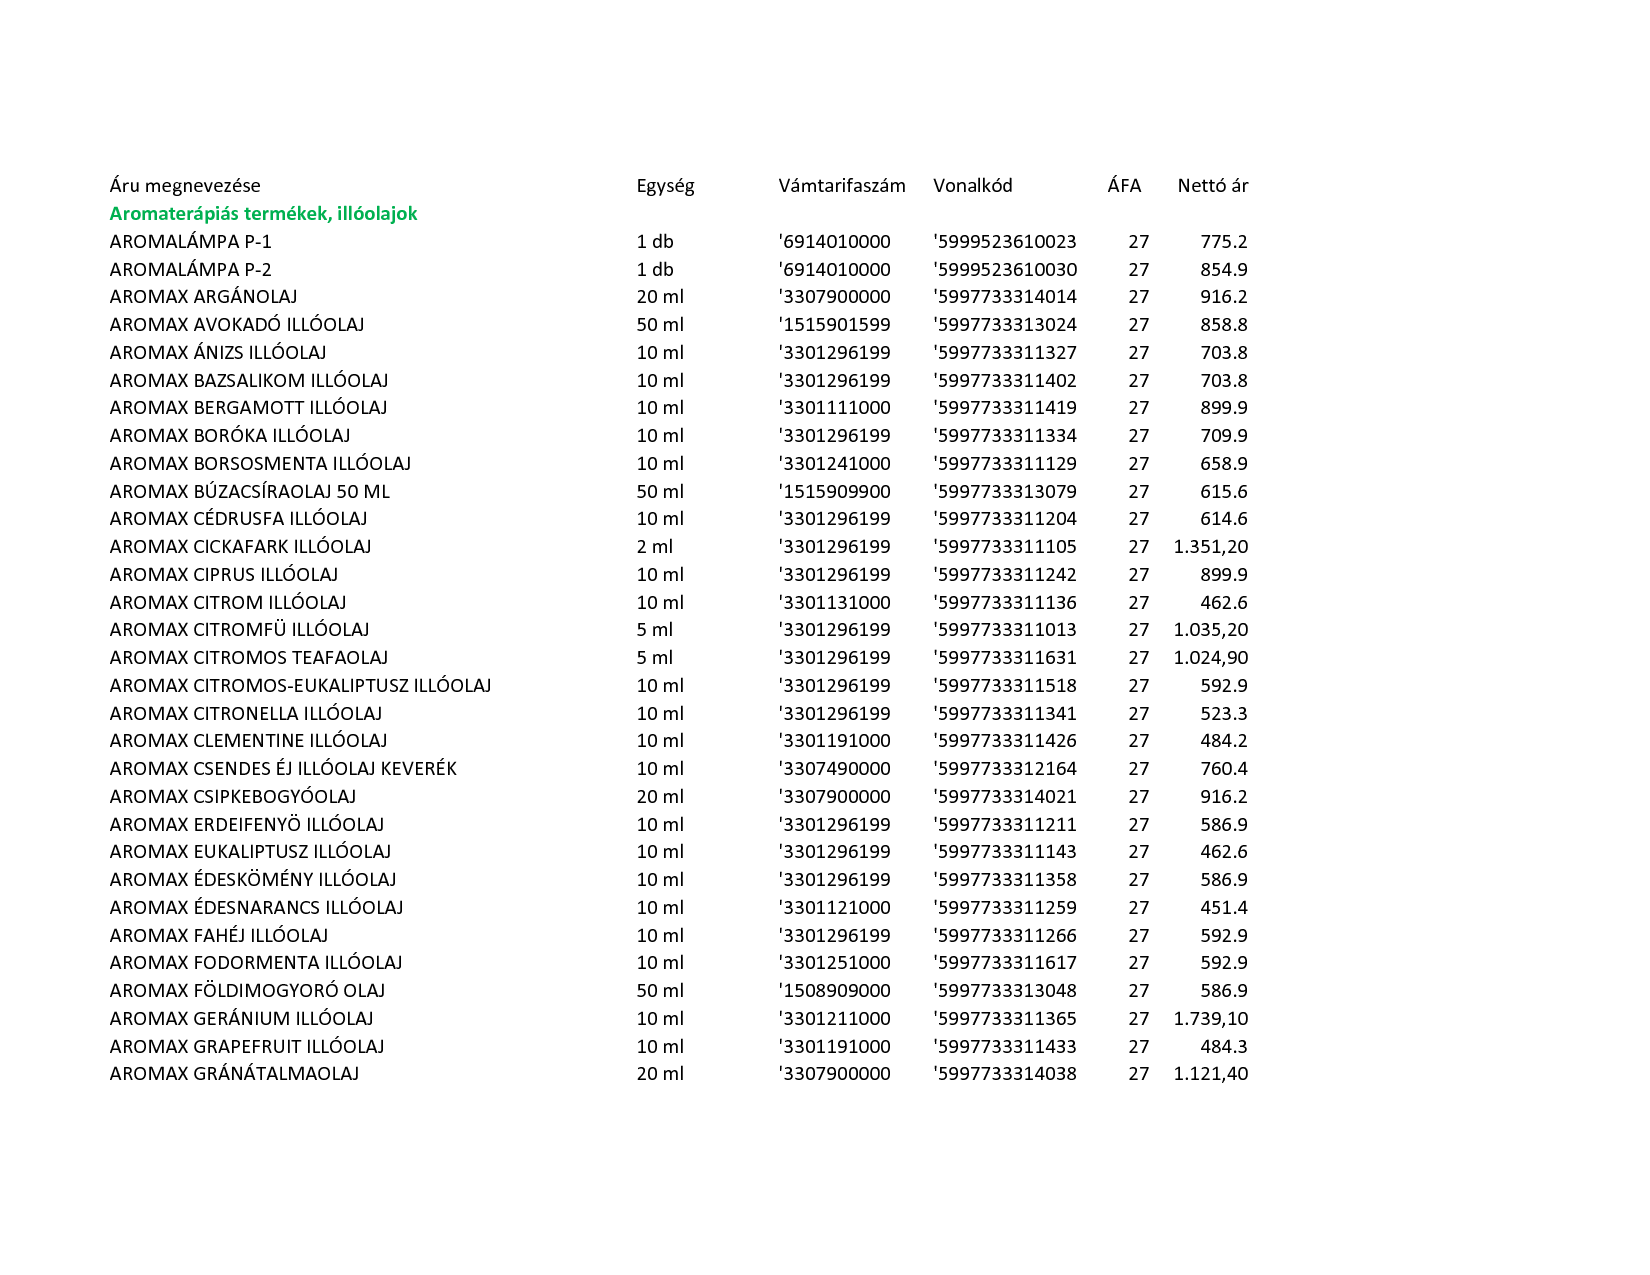 Áru megnevezése Egység Vámtarifaszám Vonalkód ÁFA Nettó ár
Aromaterápiás termékek, illóolajok
AROMALÁMPA P-1 1 db '6914010000 '5999523610023 27 775.2
AROMALÁMPA P-2 1 db '6914010000 '5999523610030 27 854.9
AROMAX ARGÁNOLAJ 20 ml '3307900000 '5997733314014 27 916.2
AROMAX AVOKADÓ ILLÓOLAJ 50 ml '1515901599 '5997733313024 27 858.8
AROMAX ÁNIZS ILLÓOLAJ 10 ml '3301296199 '5997733311327 27 703.8
AROMAX BAZSALIKOM ILLÓOLAJ 10 ml '3301296199 '5997733311402 27 703.8
AROMAX BERGAMOTT ILLÓOLAJ 10 ml '3301111000 '5997733311419 27 899.9
AROMAX BORÓKA ILLÓOLAJ 10 ml '3301296199 '5997733311334 27 709.9
AROMAX BORSOSMENTA ILLÓOLAJ 10 ml '3301241000 '5997733311129 27 658.9
AROMAX BÚZACSÍRAOLAJ 50 ML 50 ml '1515909900 '5997733313079 27 615.6
AROMAX CÉDRUSFA ILLÓOLAJ 10 ml '3301296199 '5997733311204 27 614.6
AROMAX CICKAFARK ILLÓOLAJ 2 ml '3301296199 '5997733311105 27 1.351,20
AROMAX CIPRUS ILLÓOLAJ 10 ml '3301296199 '5997733311242 27 899.9
AROMAX CITROM ILLÓOLAJ 10 ml '3301131000 '5997733311136 27 462.6
AROMAX CITROMFÜ ILLÓOLAJ 5 ml '3301296199 '5997733311013 27 1.035,20
AROMAX CITROMOS TEAFAOLAJ 5 ml '3301296199 '5997733311631 27 1.024,90
AROMAX CITROMOS-EUKALIPTUSZ ILLÓOLAJ 10 ml '3301296199 '5997733311518 27 592.9
AROMAX CITRONELLA ILLÓOLAJ 10 ml '3301296199 '5997733311341 27 523.3
AROMAX CLEMENTINE ILLÓOLAJ 10 ml '3301191000 '5997733311426 27 484.2
AROMAX CSENDES ÉJ ILLÓOLAJ KEVERÉK 10 ml '3307490000 '5997733312164 27 760.4
AROMAX CSIPKEBOGYÓOLAJ 20 ml '3307900000 '5997733314021 27 916.2
AROMAX ERDEIFENYÖ ILLÓOLAJ 10 ml '3301296199 '5997733311211 27 586.9
AROMAX EUKALIPTUSZ ILLÓOLAJ 10 ml '3301296199 '5997733311143 27 462.6
AROMAX ÉDESKÖMÉNY ILLÓOLAJ 10 ml '3301296199 '5997733311358 27 586.9
AROMAX ÉDESNARANCS ILLÓOLAJ 10 ml '3301121000 '5997733311259 27 451.4
AROMAX FAHÉJ ILLÓOLAJ 10 ml '3301296199 '5997733311266 27 592.9
AROMAX FODORMENTA ILLÓOLAJ 10 ml '3301251000 '5997733311617 27 592.9
AROMAX FÖLDIMOGYORÓ OLAJ 50 ml '1508909000 '5997733313048 27 586.9
AROMAX GERÁNIUM ILLÓOLAJ 10 ml '3301211000 '5997733311365 27 1.739,10
AROMAX GRAPEFRUIT ILLÓOLAJ 10 ml '3301191000 '5997733311433 27 484.3
AROMAX GRÁNÁTALMAOLAJ 20 ml '3307900000 '5997733314038 27 1.121,40